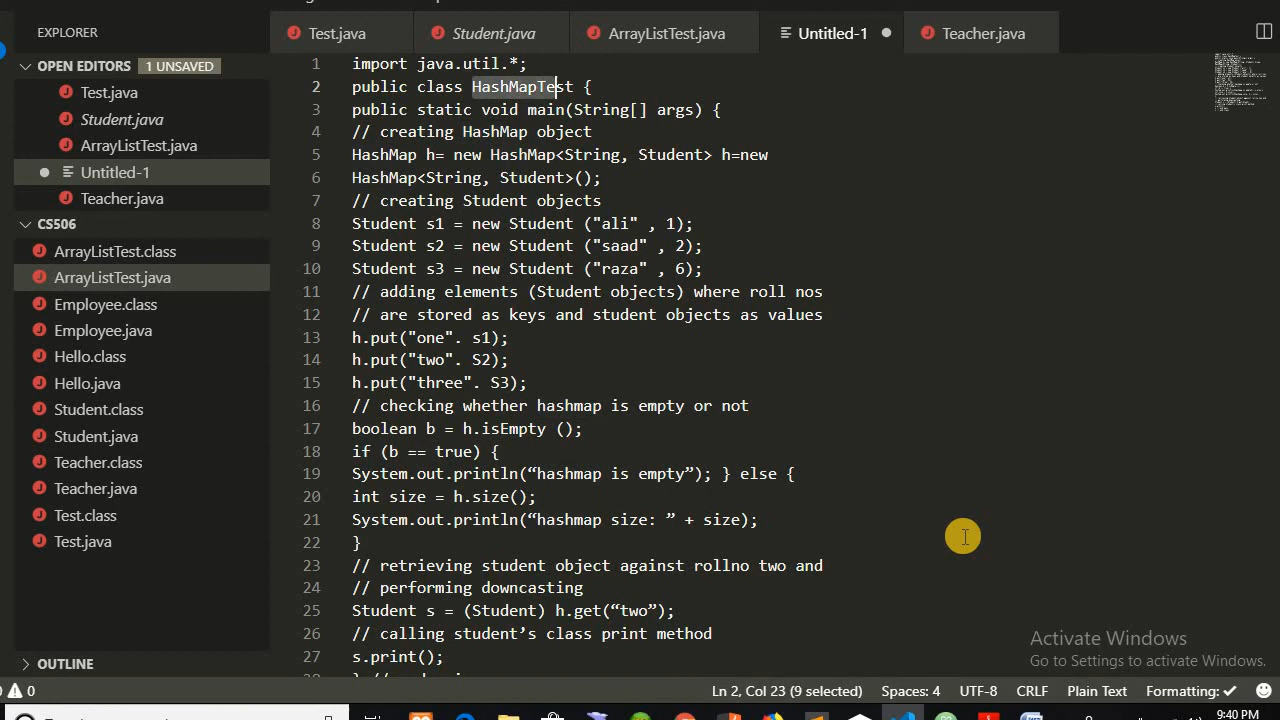 EXPLORER
Test.java
Student.java
ArrayListTest.java
Untitled-1
Teacher.java
OPEN EDITORS 1 UNSAVED
Test.java
Student.java
ArrayListTest.java
Untitled-1
Teacher.java
CS506
ArrayListTest.class
ArrayListTest.java
Employee.class
Employee.java
Hello.class
Hello.java
Student.class
Student.java
Teacher.class
Teacher.java
Test.class
Test.java
OUTLINE
1 import java.util.*;
2 public class HashMapTest {
3 public static void main(String[] args) {
4 // creating HashMap object
5 HashMap h= new HashMap<String, Student> h=new
6 HashMap<String, Student>();
7 // creating Student objects
8 Student s1 = new Student ("ali" , 1);
9 Student s2 = new Student ("saad" , 2);
10 Student s3 = new Student ("raza" , 6);
11 // adding elements (Student objects) where roll nos
12 // are stored as keys and student objects as values
13 h.put("one". s1);
14 h.put("two". S2);
15 h.put("three". S3);
16 // checking whether hashmap is empty or not
17 boolean b = h.isEmpty ();
18 if (b == true) {
19 System.out.println(“hashmap is empty”); } else {
20 int size = h.size();
21 System.out.println(“hashmap size: ” + size);
22 }
23 // retrieving student object against rollno two and
24 // performing downcasting
25 Student s = (Student) h.get(“two”);
26 // calling student’s class print method
27 s.print();
Activate Windows
Go to Settings to activate Windows.
0
Ln 2, Col 23 (9 selected) Spaces: 4 UTF-8 CRLF Plain Text Formatting:
9:40 PM